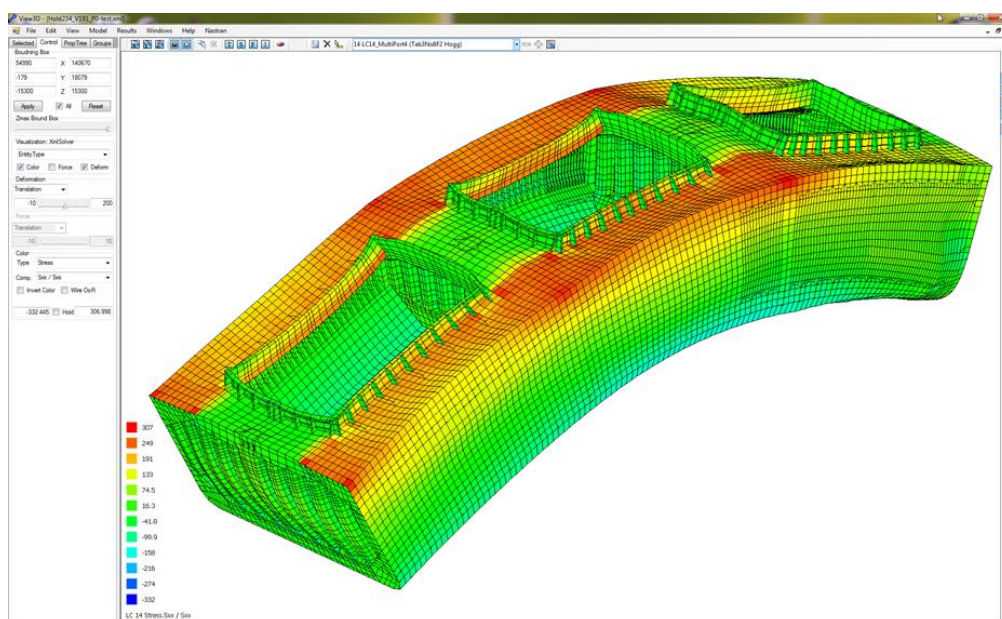 View3D - [Hold234_V191_P0-test.xml]
File Edit View Model Results Windows Help Nastran
Selected Control PropTree Groups
14 LC14_MultiPort4 (Tab3No8F2 Hogg)
Boudning Box
54990 X 140670
-179 Y 18079
-15300 Z 15300
Apply All Reset
Zmax Bound Box
Visualization: XmlSolver
EntityType
Color Force Deform
Deformation
Translation
-10 200
Force
Translation
-10 10
Color
Type Stress
Comp. Sxx / Sxx
Invert Color Wire
-332.445 Hold 306.998
307
249
191
133
74.5
16.3
-41.8
-99.9
-158
-216
-274
-332
LC 14 Stress.Sxx / Sxx